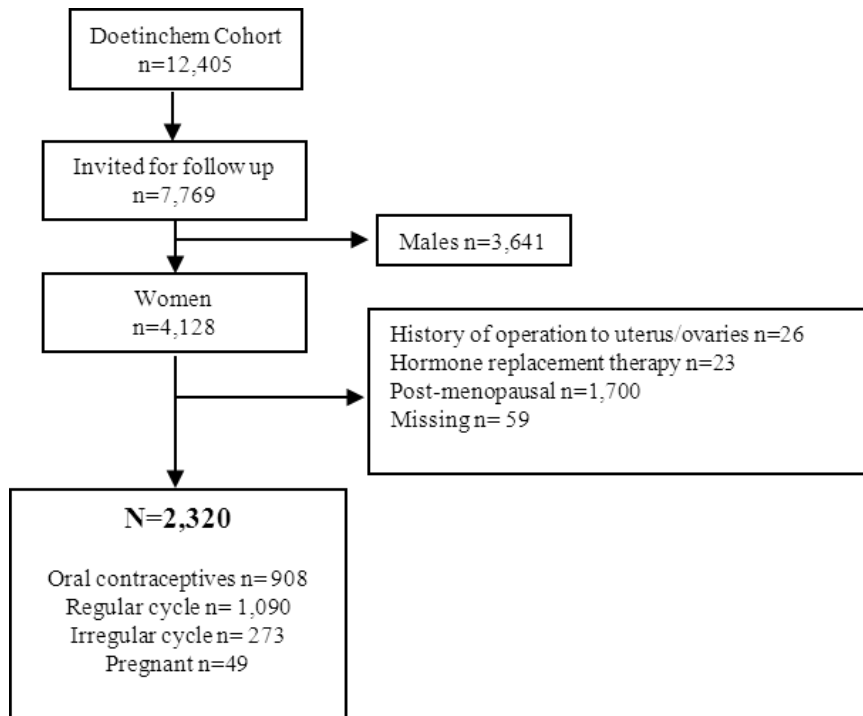 Doetinchem Cohort
n=12,405
Invited for follow up
n=7,769
Males n=3,641
Women
n=4,128
History of operation to uterus/ovaries n=26
Hormone replacement therapy n=23
Post-menopausal n=1,700
Missing n= 59
N=2,320
Oral contraceptives n= 908
Regular cycle n= 1,090
Irregular cycle n= 273
Pregnant n=49